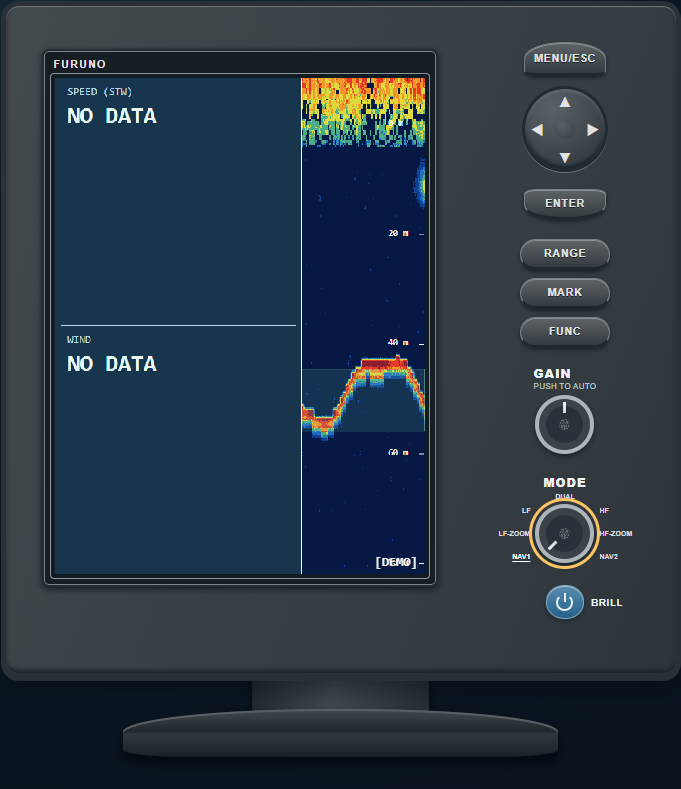 FURUNO
SPEED (STW)
NO DATA
20 m
WIND
NO DATA
40 m
60 m
[DEMO]
MENU/ESC
ENTER
RANGE
MARK
FUNC
GAIN
PUSH TO AUTO
MODE
DUAL
LF
HF
LF-ZOOM
HF-ZOOM
NAV1
NAV2
BRILL